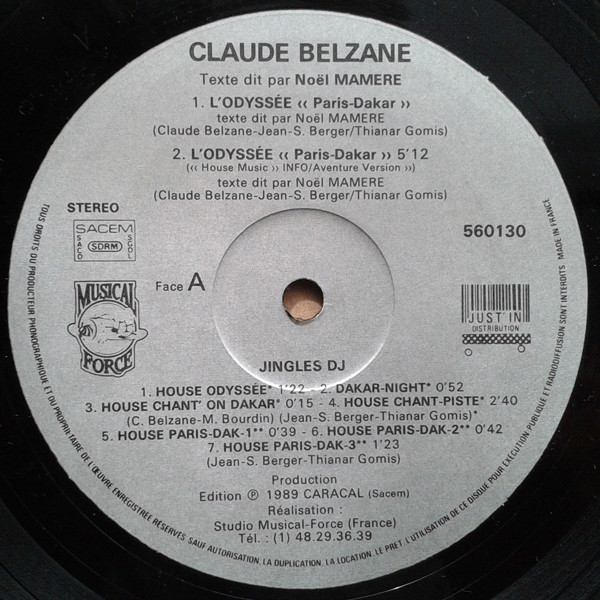 CLAUDE BELZANE
Texte dit par Noël MAMERE
1. L'ODYSSÉE ‹‹ Paris-Dakar ››
texte dit par Noël MAMERE
(Claude Belzane-Jean-S. Berger/Thianar Gomis)
2. L'ODYSSÉE ‹‹ Paris-Dakar ›› 5'12
(‹‹ House Music ›› INFO/Aventure Version ››)
texte dit par Noël MAMERE
(Claude Belzane-Jean-S. Berger/Thianar Gomis)
STEREO
SACEM
SACD
SDRM
SGDL
560130
Face A
MUSICAL
FORCE
JUST' IN
DISTRIBUTION
JINGLES DJ
1. HOUSE ODYSSÉE* 1'22 - 2. DAKAR-NIGHT* 0'52
3. HOUSE CHANT' ON DAKAR* 0'15 - 4. HOUSE CHANT-PISTE* 2'40
(C. Belzane-M. Bourdin) (Jean-S. Berger-Thianar Gomis)*
5. HOUSE PARIS-DAK-1** 0'39 - 6. HOUSE PARIS-DAK-2** 0'42
7. HOUSE PARIS-DAK-3** 1'23
(Jean-S. Berger-Thianar Gomis)
Production
Edition ℗ 1989 CARACAL (Sacem)
Réalisation :
Studio Musical-Force (France)
Tél. : (1) 48.29.36.39
TOUS DROITS DU PRODUCTEUR PHONOGRAPHIQUE ET DU PROPRIETAIRE DE L'ŒUVRE ENREGISTREE RESERVES SAUF AUTORISATION, LA DUPLICATION, LA LOCATION, LE PRET, L'UTILISATION DE CE DISQUE POUR EXECUTION PUBLIQUE ET RADIODIFFUSION SONT INTERDITS MADE IN FRANCE